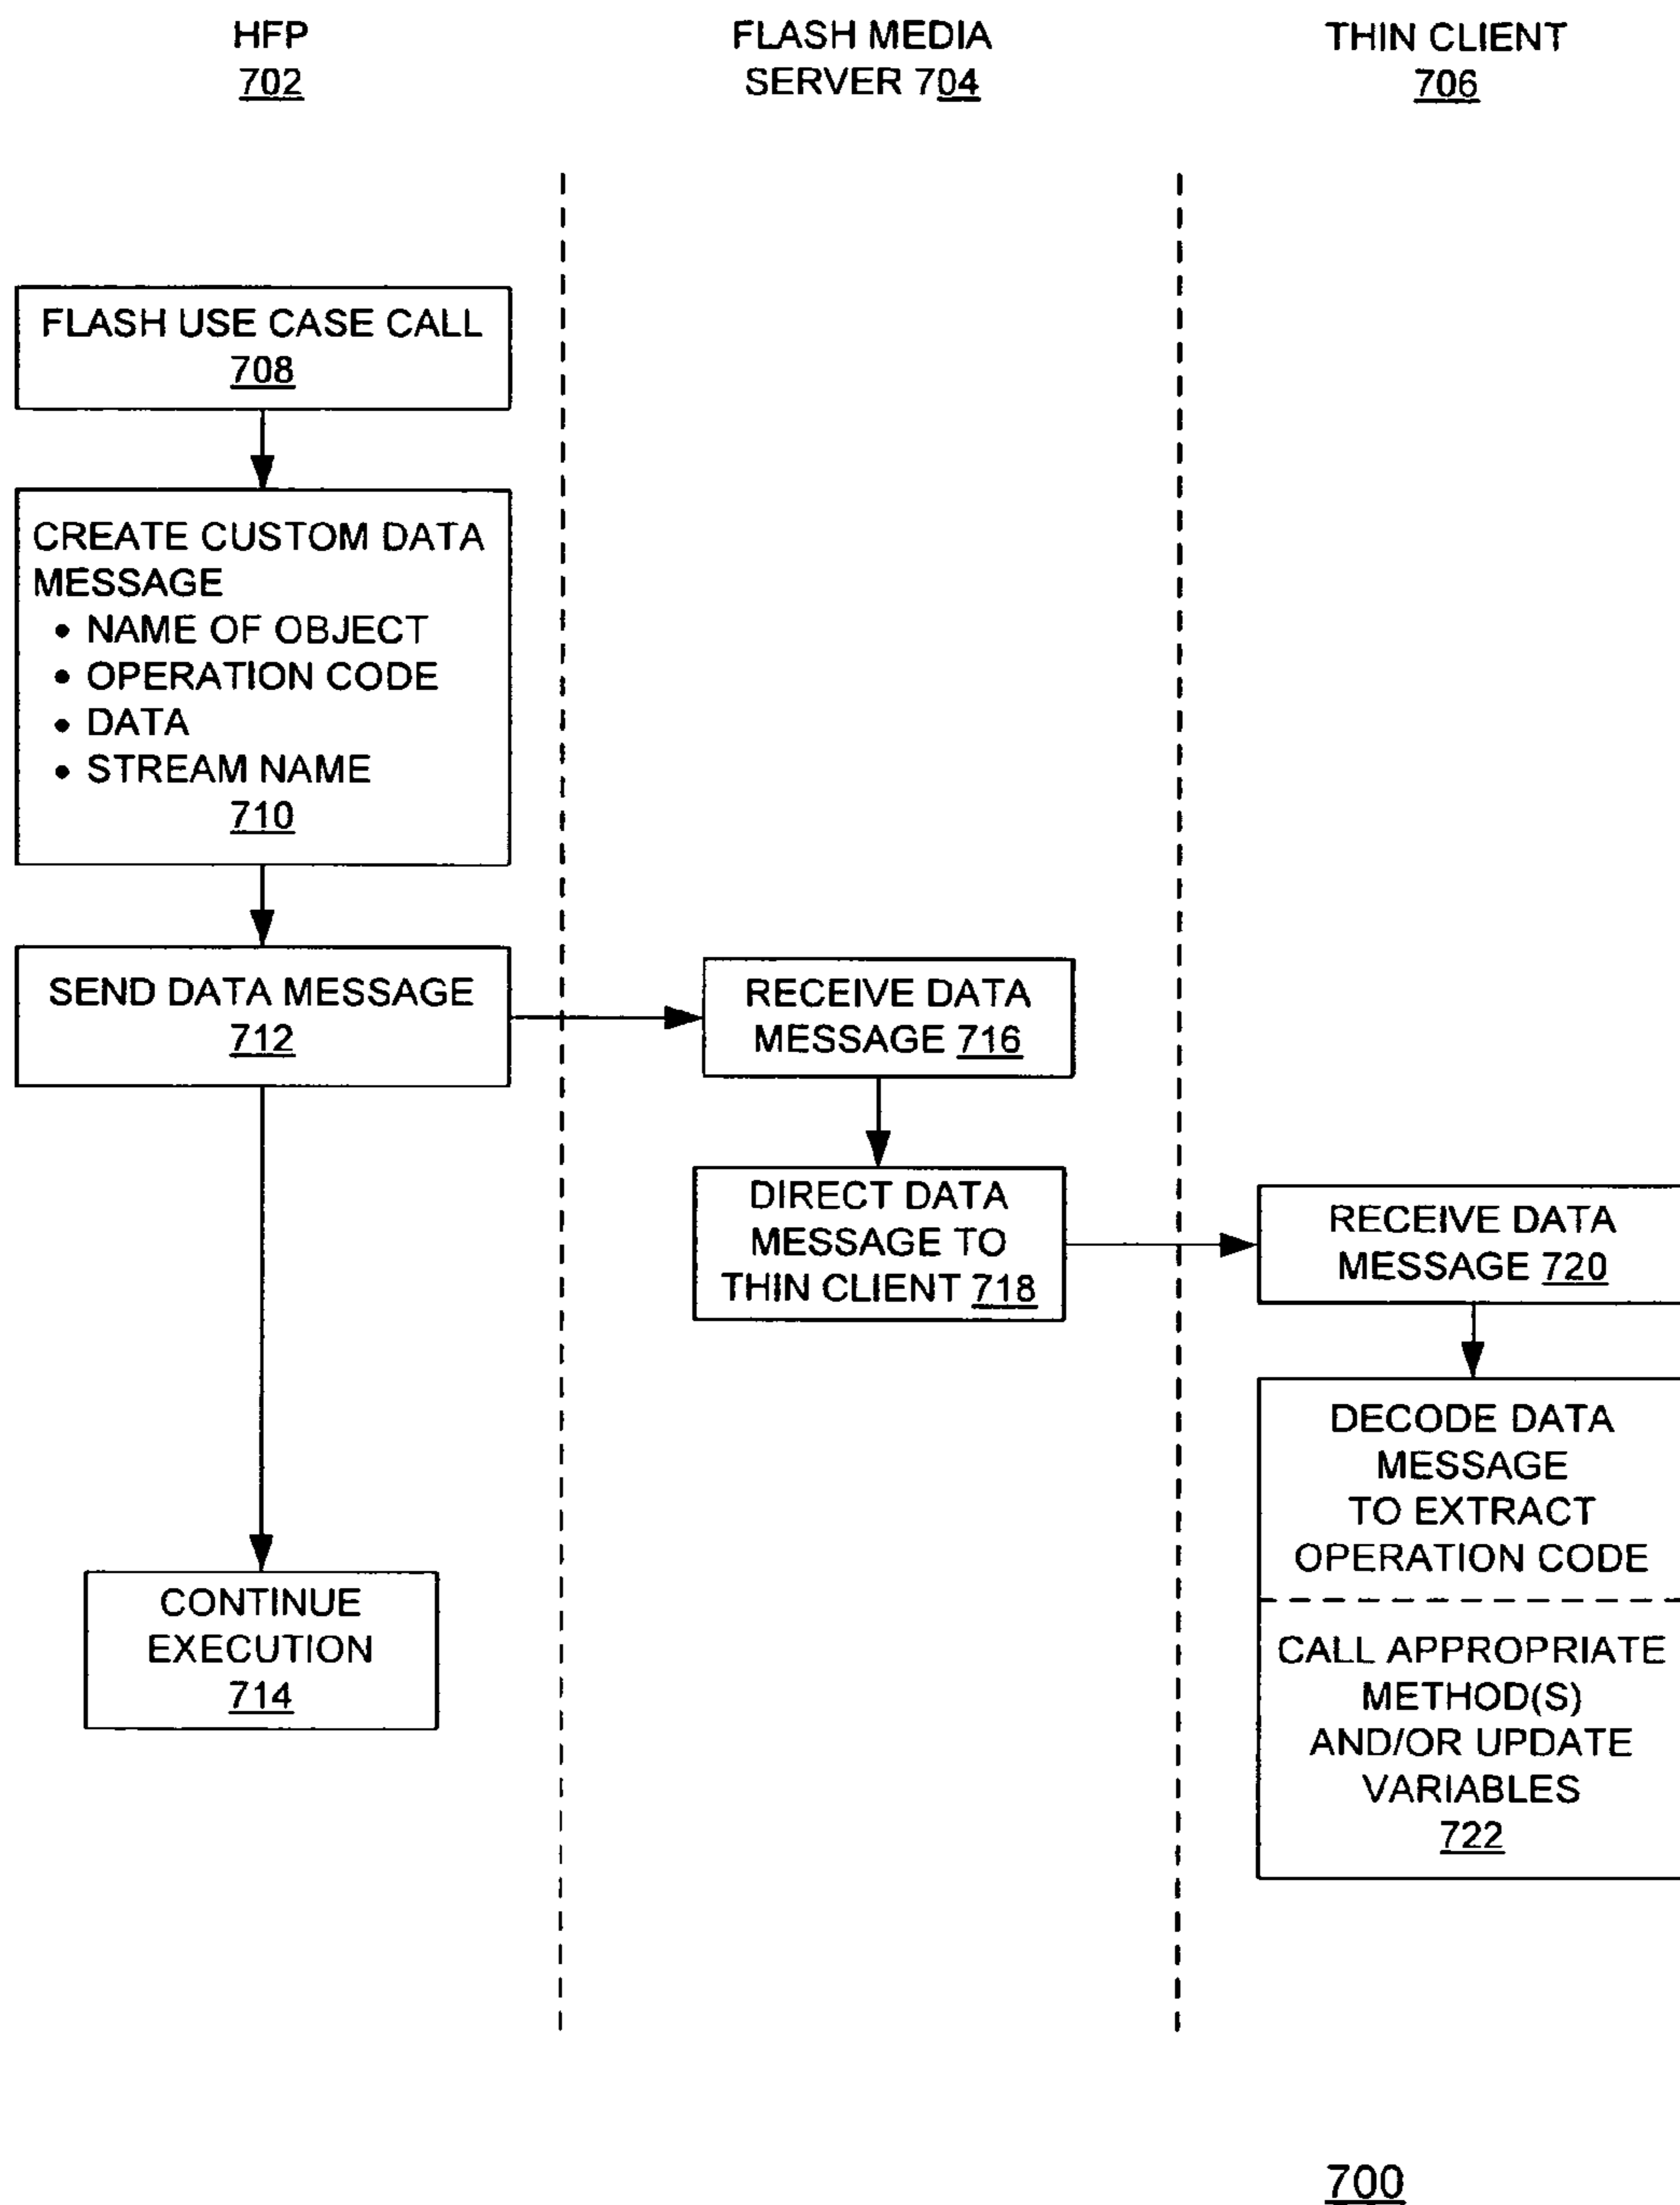 HFP
702
FLASH MEDIA
SERVER 704
THIN CLIENT
706
FLASH USE CASE CALL
708
CREATE CUSTOM DATA
MESSAGE
• NAME OF OBJECT
• OPERATION CODE
• DATA
• STREAM NAME
710
SEND DATA MESSAGE
712
RECEIVE DATA
MESSAGE 716
DIRECT DATA
MESSAGE TO
THIN CLIENT 718
RECEIVE DATA
MESSAGE 720
DECODE DATA
MESSAGE
TO EXTRACT
OPERATION CODE
CALL APPROPRIATE
METHOD(S)
AND/OR UPDATE
VARIABLES
722
CONTINUE
EXECUTION
714
700